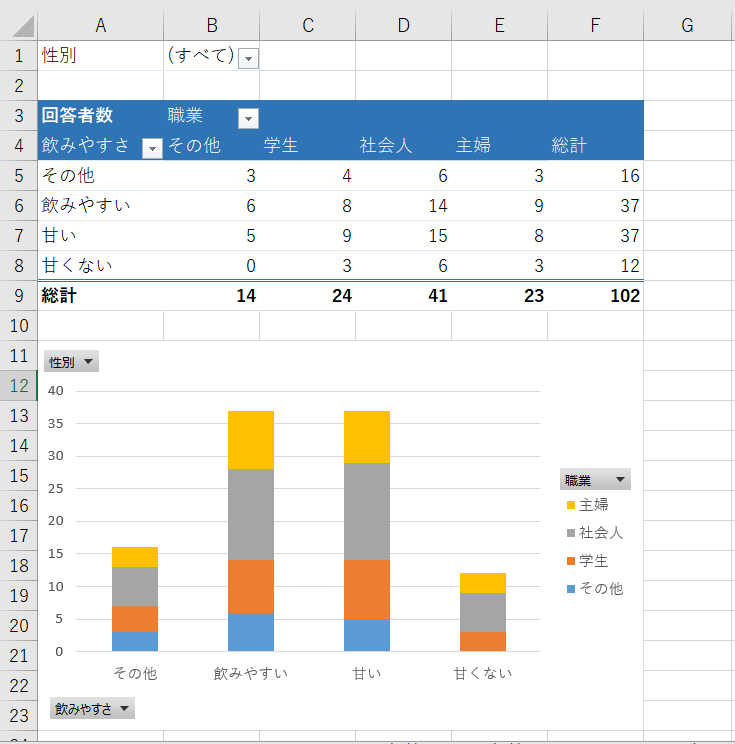 A B C D E F G
1 性別 (すべて)
2
3 回答者数 職業
4 飲みやすさ その他 学生 社会人 主婦 総計
5 その他 3 4 6 3 16
6 飲みやすい 6 8 14 9 37
7 甘い 5 9 15 8 37
8 甘くない 0 3 6 3 12
9 総計 14 24 41 23 102
10
11 性別
12 40
13 35
14 30
15 25 職業
16 20 主婦
17 15 社会人
18 10 学生
19 5 その他
20 0
21 その他 飲みやすい 甘い 甘くない
22
23 飲みやすさ